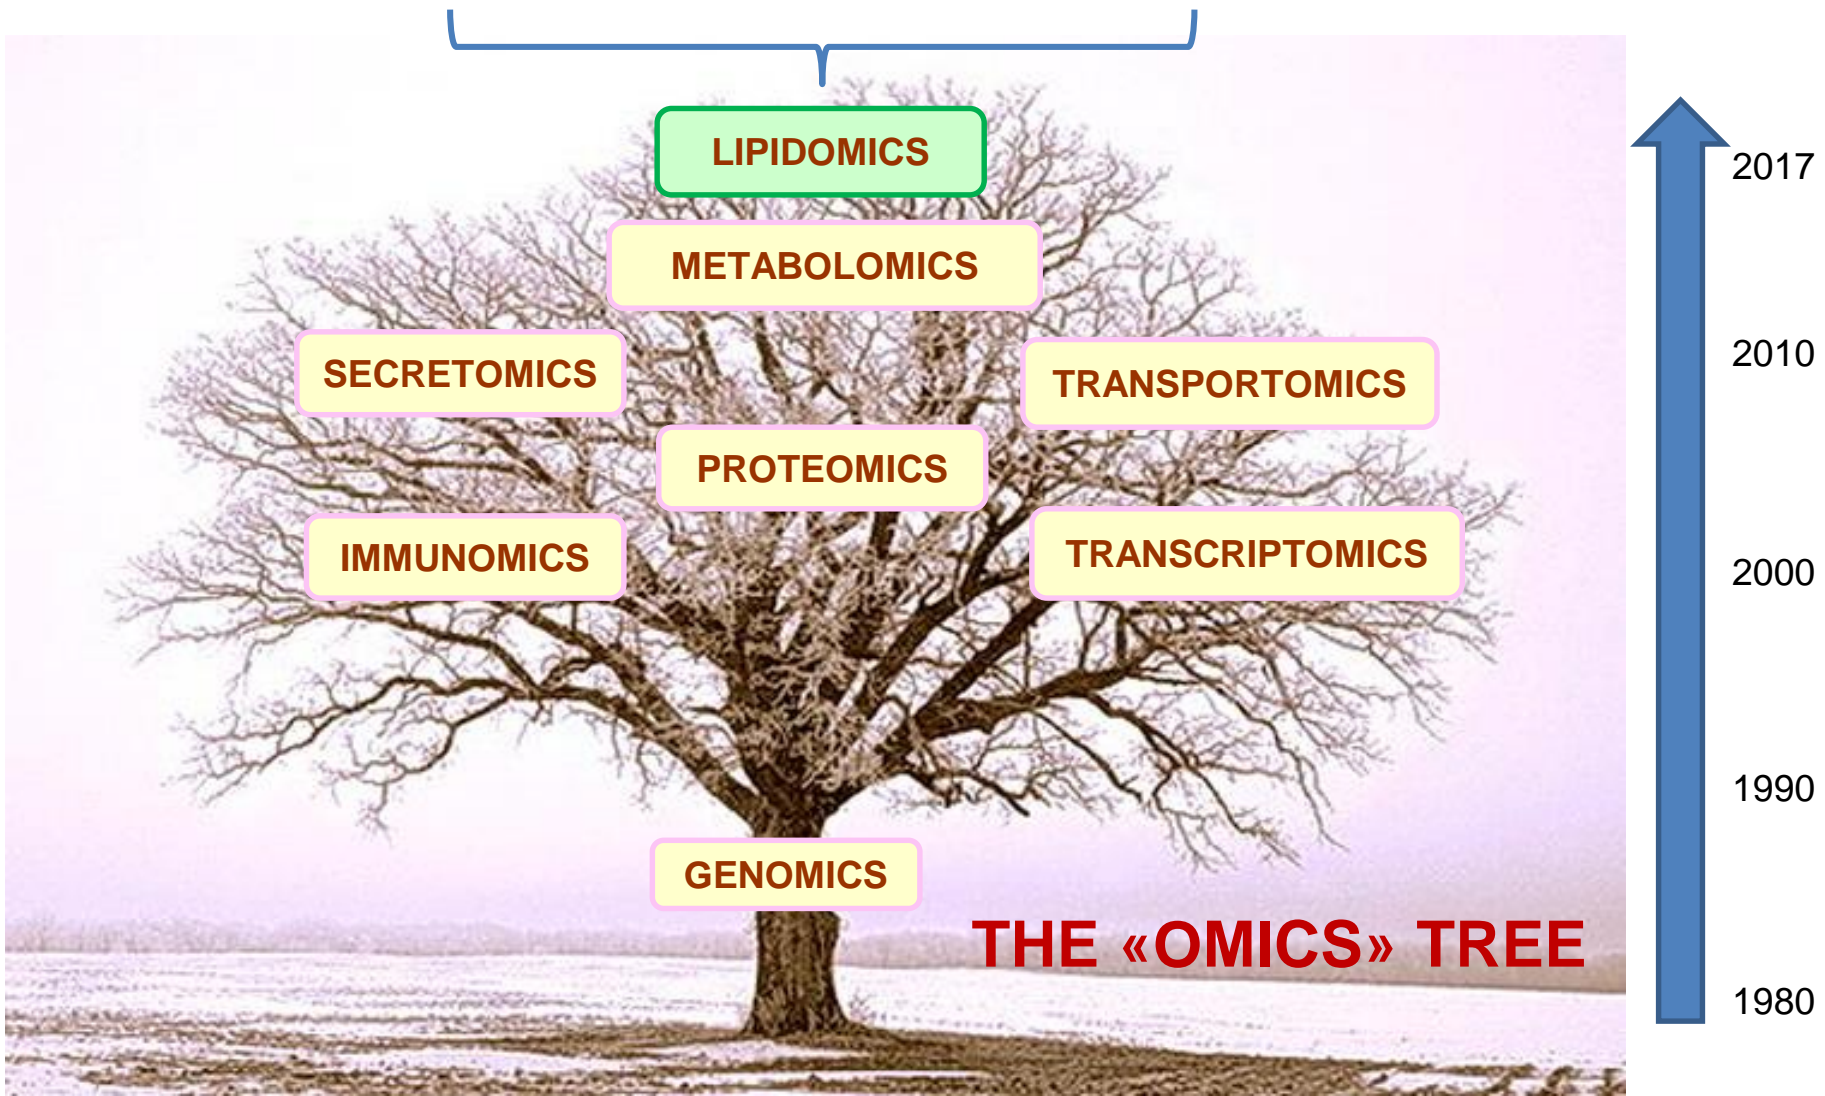 LIPIDOMICS
2017
METABOLOMICS
2010
SECRETOMICS
TRANSPORTOMICS
PROTEOMICS
IMMUNOMICS
TRANSCRIPTOMICS
2000
1990
GENOMICS
THE «OMICS» TREE
1980